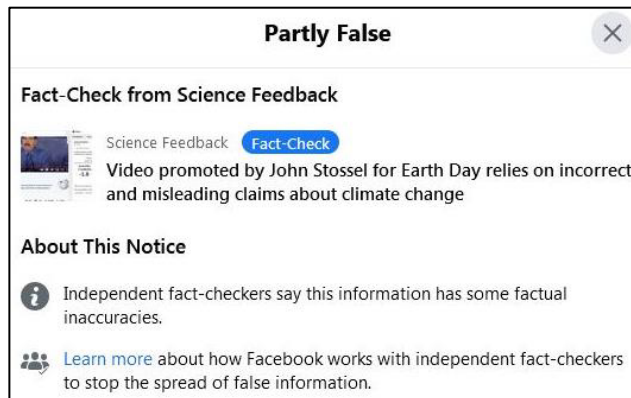 Partly False
Fact-Check from Science Feedback
Science Feedback Fact-Check
Video promoted by John Stossel for Earth Day relies on incorrect
and misleading claims about climate change
About This Notice
Independent fact-checkers say this information has some factual
inaccuracies.
Learn more about how Facebook works with independent fact-checkers
to stop the spread of false information.